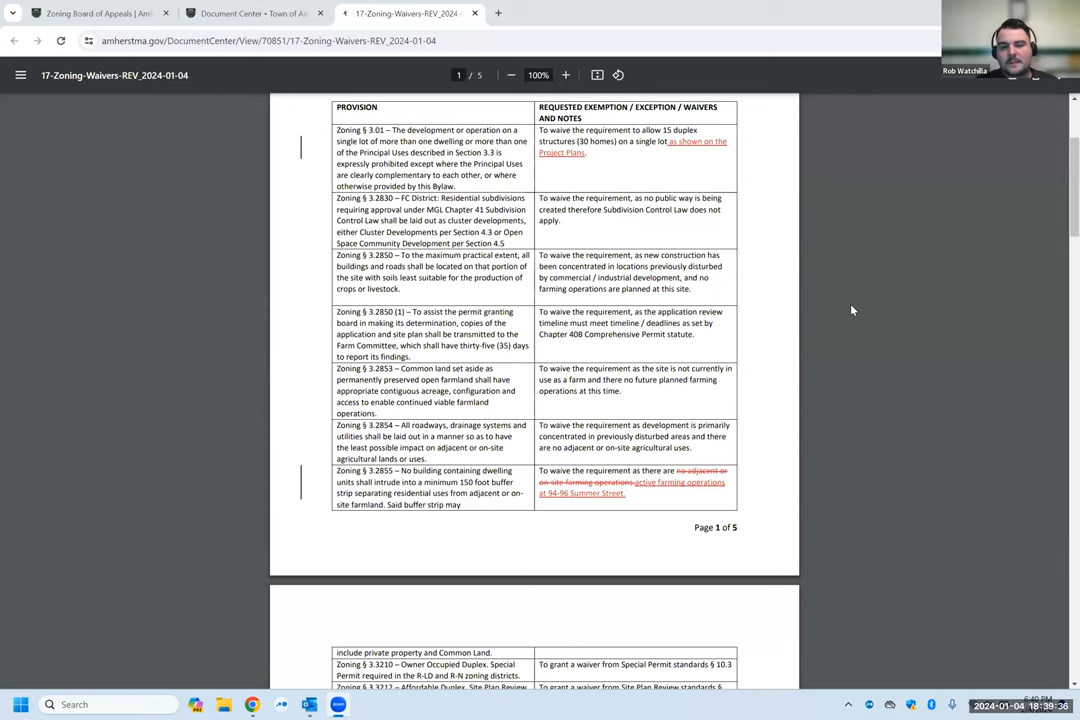 Zoning Board of Appeals | Amh
Document Center • Town of Am
17-Zoning-Waivers-REV_2024-01-04
amherstma.gov/DocumentCenter/View/70851/17-Zoning-Waivers-REV_2024-01-04
17-Zoning-Waivers-REV_2024-01-04
1 / 5
100%
Rob Watchilla
PROVISION
REQUESTED EXEMPTION / EXCEPTION / WAIVERS
AND NOTES
Zoning § 3.01 – The development or operation on a
single lot of more than one dwelling or more than one
of the Principal Uses described in Section 3.3 is
expressly prohibited except where the Principal Uses
are clearly complementary to each other, or where
otherwise provided by this Bylaw.
To waive the requirement to allow 15 duplex
structures (30 homes) on a single lot as shown on the
Project Plans.
Zoning § 3.2830 – FC District: Residential subdivisions
requiring approval under MGL Chapter 41 Subdivision
Control Law shall be laid out as cluster developments,
either Cluster Developments per Section 4.3 or Open
Space Community Development per Section 4.5
To waive the requirement, as no public way is being
created therefore Subdivision Control Law does not
apply.
Zoning § 3.2850 – To the maximum practical extent, all
buildings and roads shall be located on that portion of
the site with soils least suitable for the production of
crops or livestock.
To waive the requirement, as new construction has
been concentrated in locations previously disturbed
by commercial / industrial development, and no
farming operations are planned at this site.
Zoning § 3.2850 (1) – To assist the permit granting
board in making its determination, copies of the
application and site plan shall be transmitted to the
Farm Committee, which shall have thirty-five (35) days
to report its findings.
To waive the requirement, as the application review
timeline must meet timeline / deadlines as set by
Chapter 40B Comprehensive Permit statute.
Zoning § 3.2853 – Common land set aside as
permanently preserved open farmland shall have
appropriate contiguous acreage, configuration and
access to enable continued viable farmland
operations.
To waive the requirement as the site is not currently in
use as a farm and there no future planned farming
operations at this time.
Zoning § 3.2854 – All roadways, drainage systems and
utilities shall be laid out in a manner so as to have
the least possible impact on adjacent or on-site
agricultural lands or uses.
To waive the requirement as development is primarily
concentrated in previously disturbed areas and there
are no adjacent or on-site agricultural uses.
Zoning § 3.2855 – No building containing dwelling
units shall intrude into a minimum 150 foot buffer
strip separating residential uses from adjacent or on-
site farmland. Said buffer strip may
To waive the requirement as there are no adjacent or
on-site farming operations.active farming operations
at 94-96 Summer Street.
Page 1 of 5
include private property and Common Land.
Zoning § 3.3210 – Owner Occupied Duplex. Special
Permit required in the R-LD and R-N zoning districts.
To grant a waiver from Special Permit standards § 10.3
Zoning § 3.3212 – Affordable Duplex. Site Plan Review
To grant a waiver from Site Plan Review standards §
Search
zoom
6:40 PM
2024-01-04 18:39:36